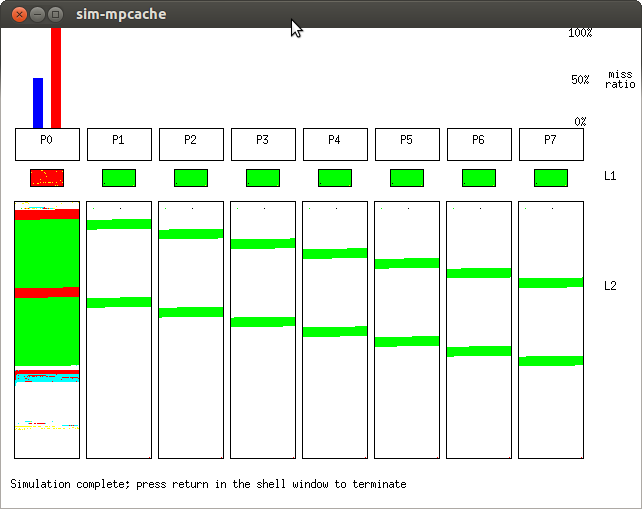 sim-mpcache
100%
50%
miss
ratio
0%
P0 P1 P2 P3 P4 P5 P6 P7
L1
L2
Simulation complete; press return in the shell window to terminate